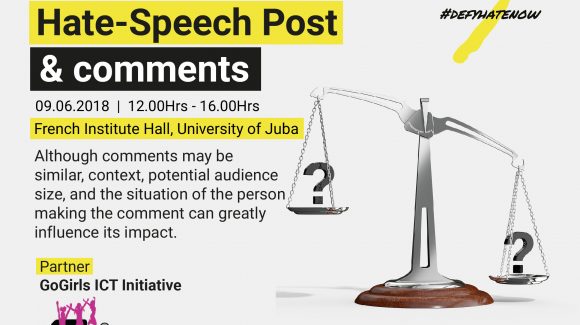 #DEFYHATENOW
Hate-Speech Post
& comments
09.06.2018 | 12.00Hrs - 16.00Hrs
French Institute Hall, University of Juba
Although comments may be
similar, context, potential audience
size, and the situation of the person
making the comment can greatly
influence its impact.
?
?
Partner
GoGirls ICT Initiative